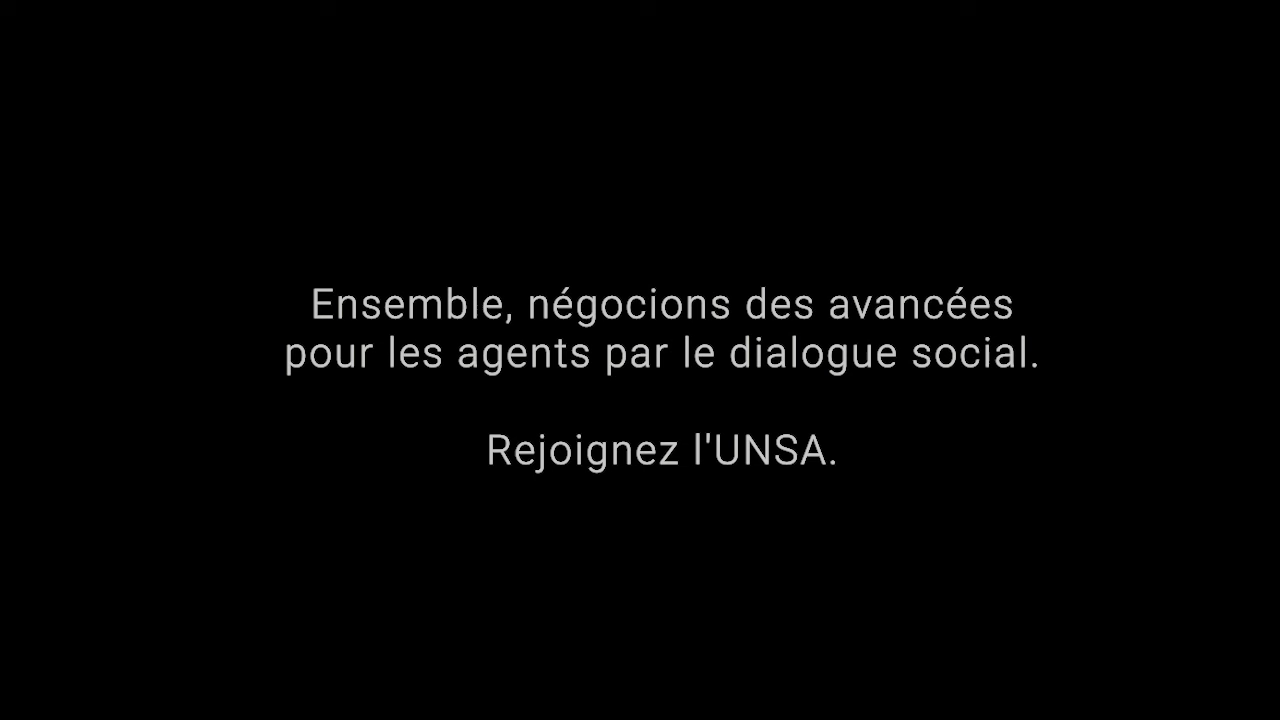 Ensemble, négocions des avancées
pour les agents par le dialogue social.
Rejoignez l'UNSA.